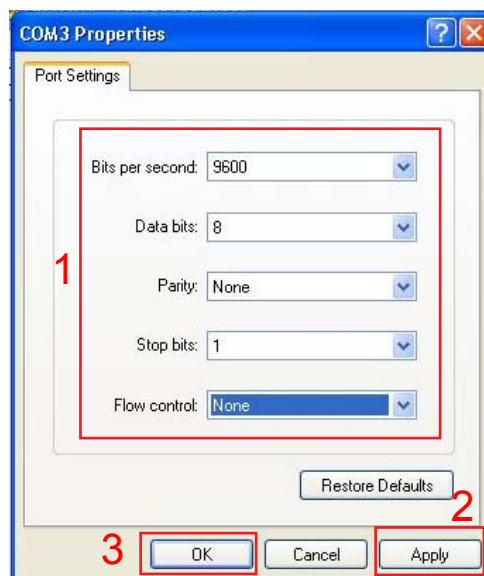 COM3 Properties
Port Settings
Bits per second: 9600
Data bits: 8
1
Parity: None
Stop bits: 1
Flow control: None
Restore Defaults
2
3
OK Cancel Apply